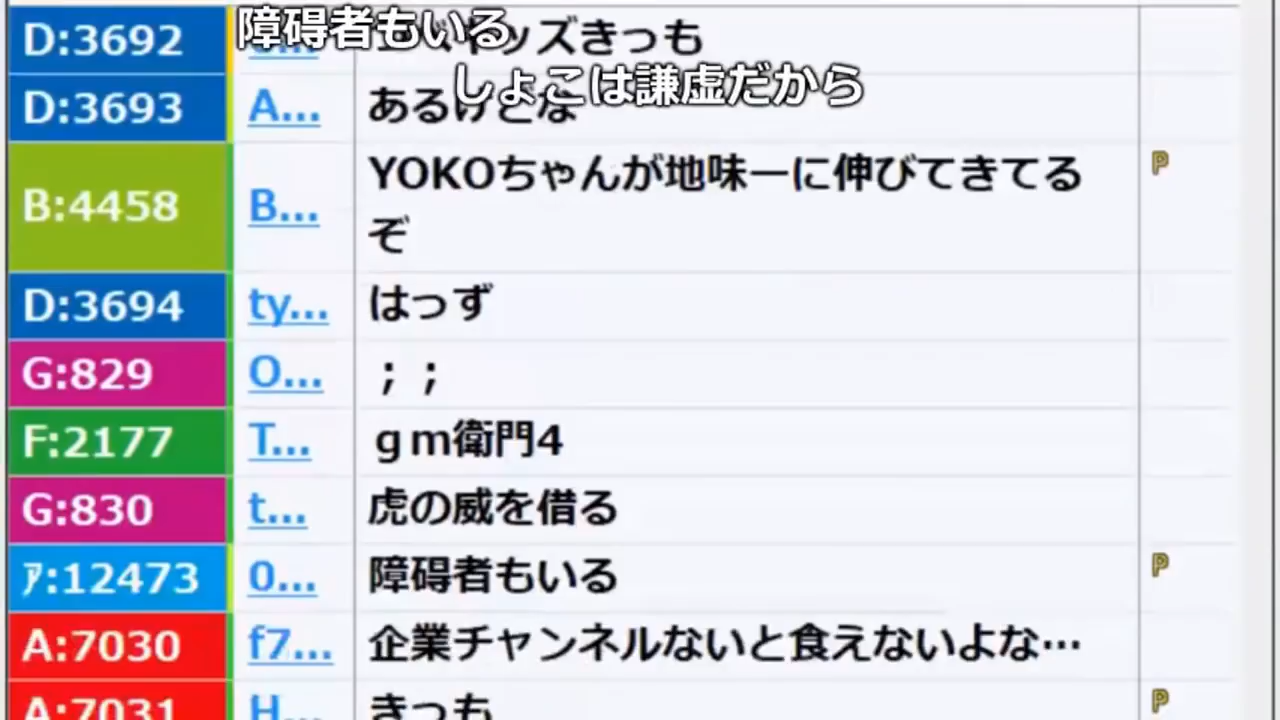 障碍者もいる
しょこは謙虚だから
D:3692 キッズきっも
D:3693 A... あるけどな
B:4458 B... YOKOちゃんが地味ーに伸びてきてる
ぞ
P
D:3694 ty... はっず
G:829 O... ；；
F:2177 T... ｇｍ衛門4
G:830 t... 虎の威を借る
ｱ:12473 0... 障碍者もいる P
A:7030 f7... 企業チャンネルないと食えないよな…
A:7031 H... きっも P